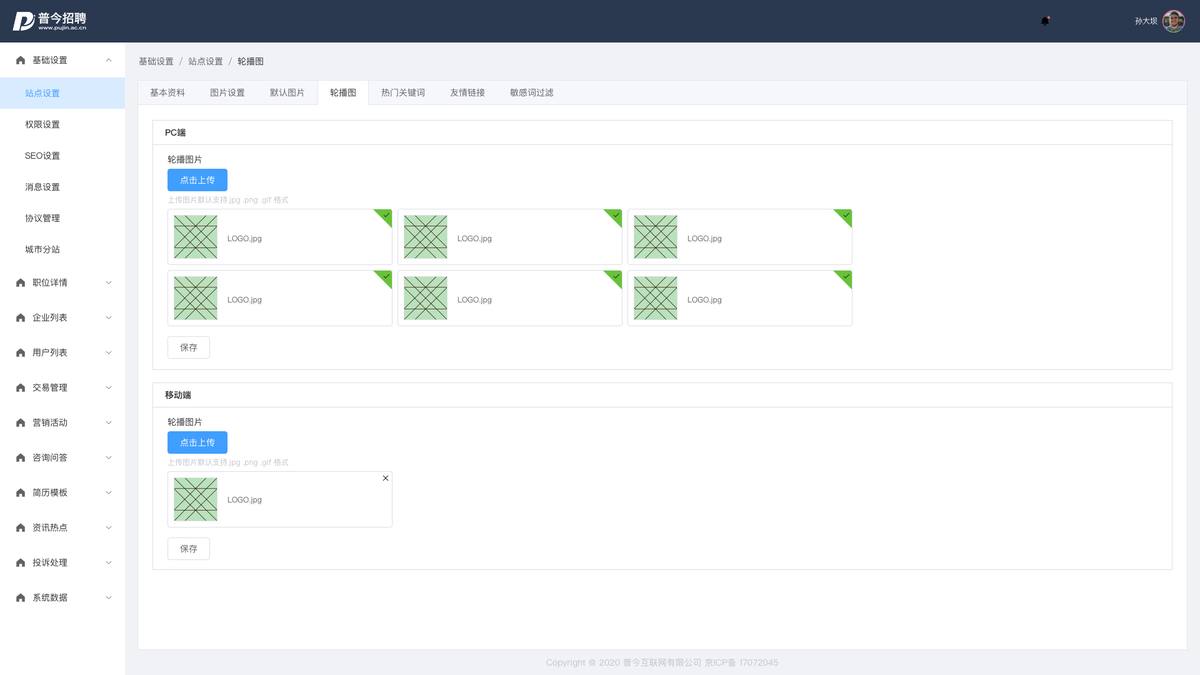 普今招聘
www.pujin.ac.cn
孙大坝
基础设置
站点设置
权限设置
SEO设置
消息设置
协议管理
城市分站
职位详情
企业列表
用户列表
交易管理
营销活动
咨询问答
简历模板
资讯热点
投诉处理
系统数据
基础设置 / 站点设置 / 轮播图
基本资料 图片设置 默认图片 轮播图 热门关键词 友情链接 敏感词过滤
PC端
轮播图片
点击上传
上传图片默认支持.jpg .png .gif 格式
LOGO.jpg LOGO.jpg LOGO.jpg
LOGO.jpg LOGO.jpg LOGO.jpg
保存
移动端
轮播图片
点击上传
上传图片默认支持.jpg .png .gif 格式
LOGO.jpg
保存
Copyright © 2020 普今互联网有限公司 京ICP备 17072045